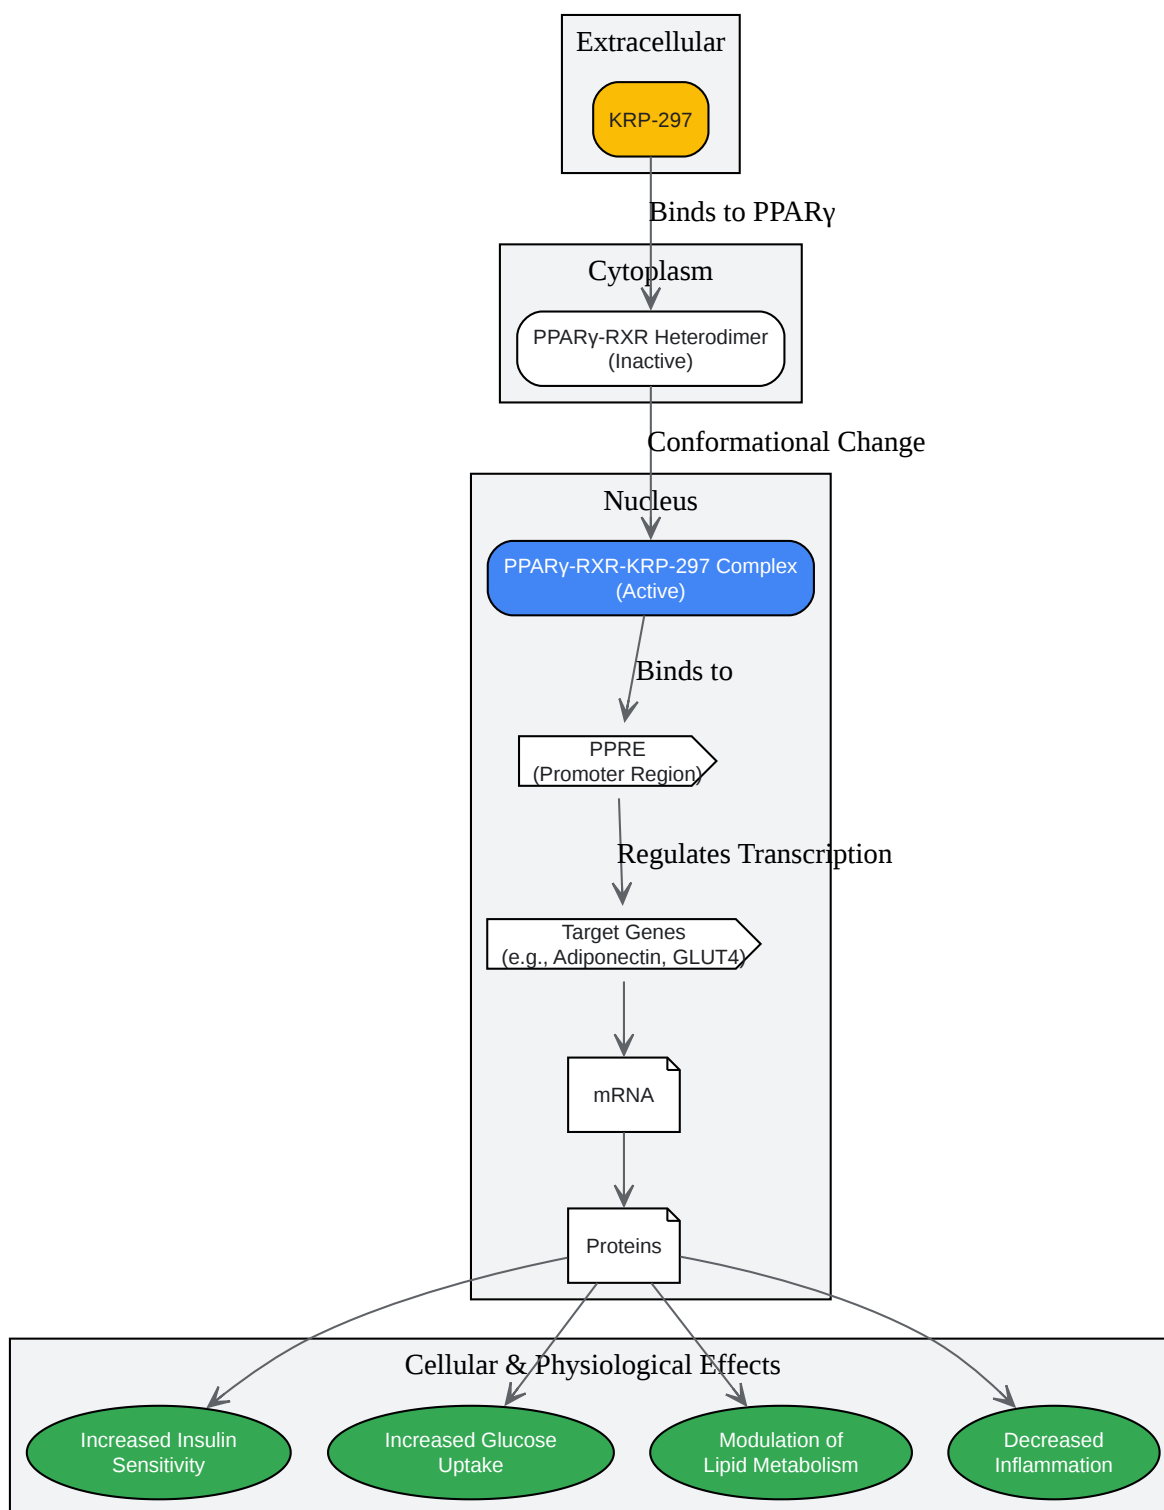 Extracellular
KRP-297
Binds to PPARγ
Cytoplasm
PPARγ-RXR Heterodimer
(Inactive)
Conformational Change
Nucleus
PPARγ-RXR-KRP-297 Complex
(Active)
Binds to
PPRE
(Promoter Region)
Regulates Transcription
Target Genes
(e.g., Adiponectin, GLUT4)
mRNA
Proteins
Cellular & Physiological Effects
Increased Insulin
Sensitivity
Increased Glucose
Uptake
Modulation of
Lipid Metabolism
Decreased
Inflammation